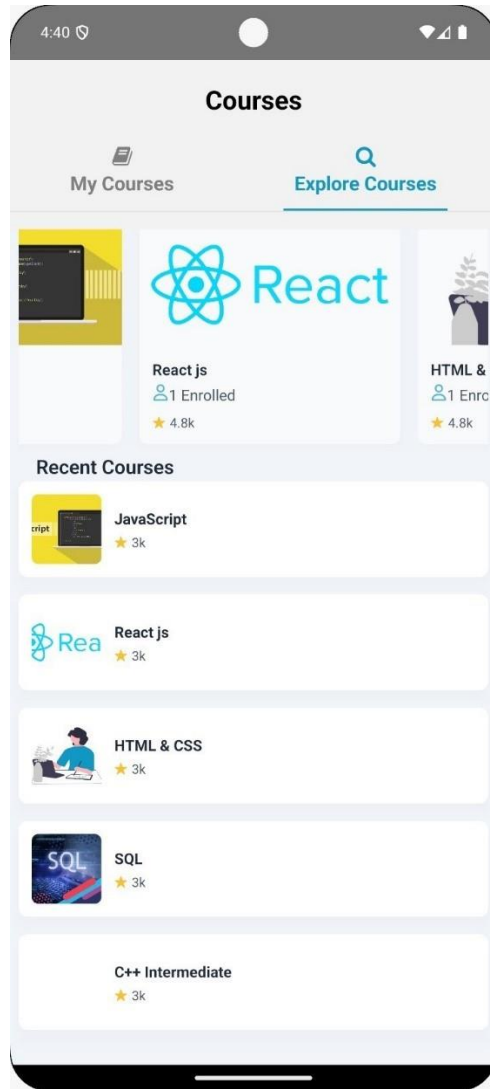 4:40
Courses
My Courses
Explore Courses
React
React js
1 Enrolled
4.8k
HTML &
1 Enrc
4.8k
Recent Courses
cript
JavaScript
3k
Rea
React js
3k
HTML & CSS
3k
SQL
SQL
3k
C++ Intermediate
3k